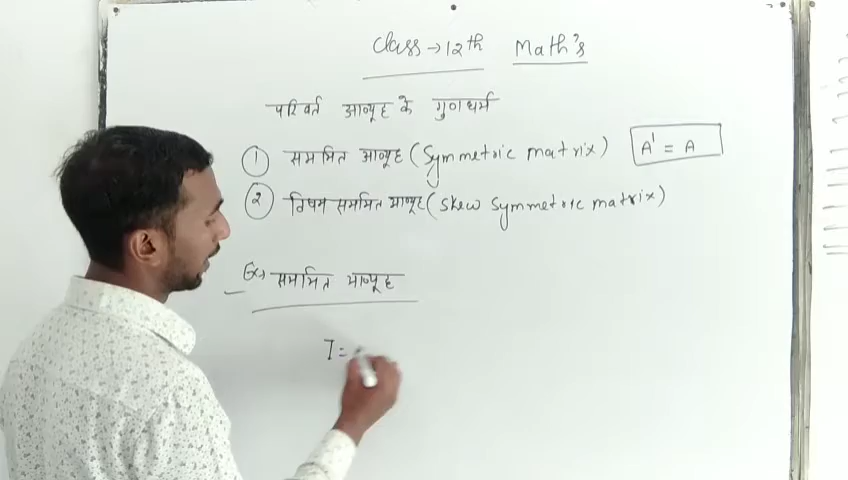 Class → 12th Math's
परिवर्त आव्यूह के गुणधर्म
① सममित आव्यूह (Symmetric matrix) A' = A
② विषम सममित आव्यूह (Skew Symmetric matrix)
Ex→ सममित आव्यूह
I =